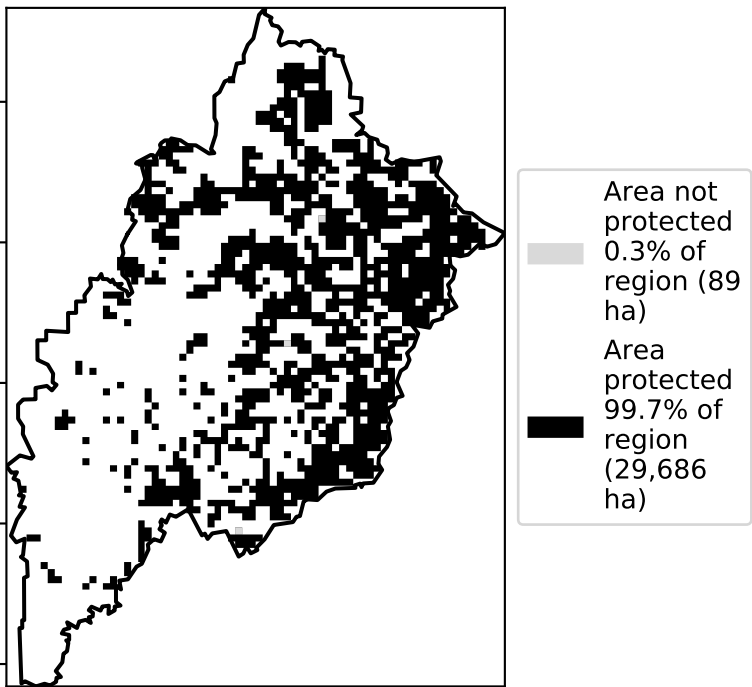 Area not
protected
0.3% of
region (89
ha)
Area
protected
99.7% of
region
(29,686
ha)